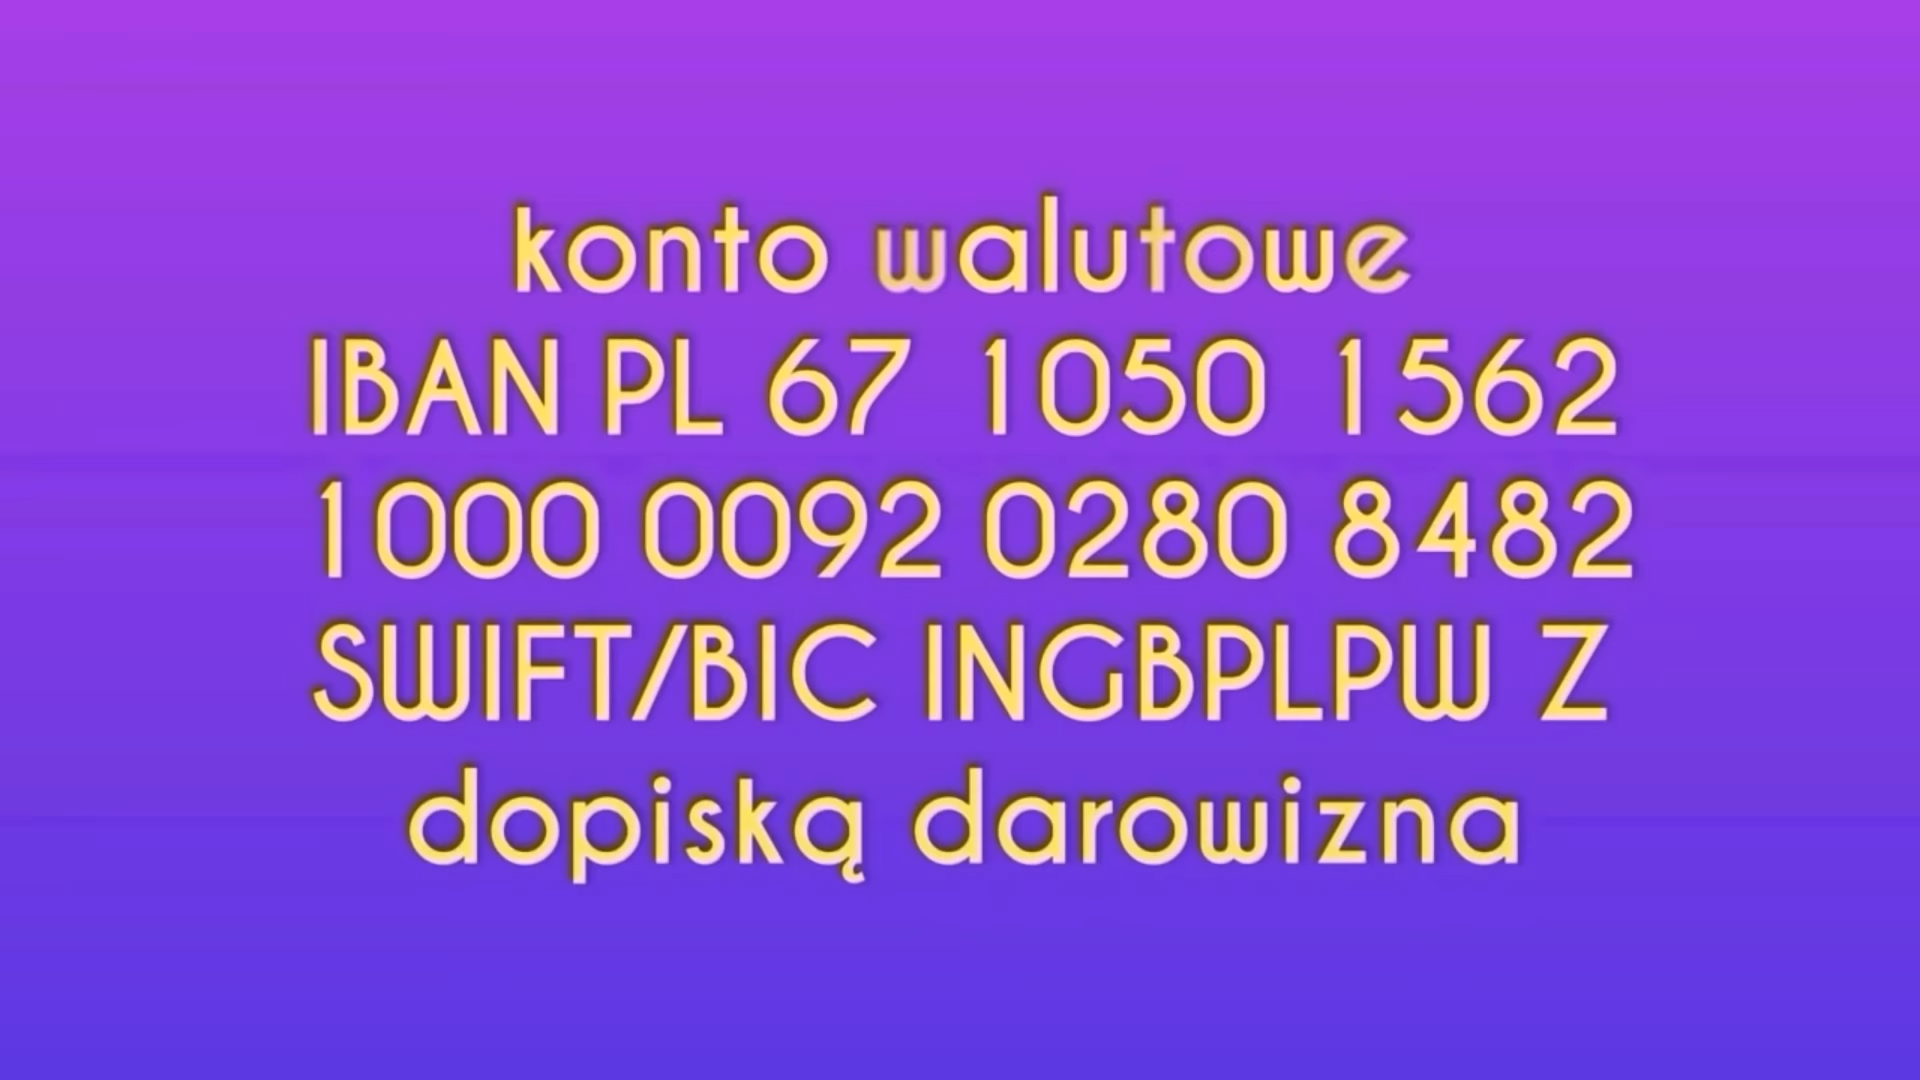 konto walutowe
IBAN PL 67 1050 1562
1000 0092 0280 8482
SWIFT/BIC INGBPLPW Z
dopiską darowizna